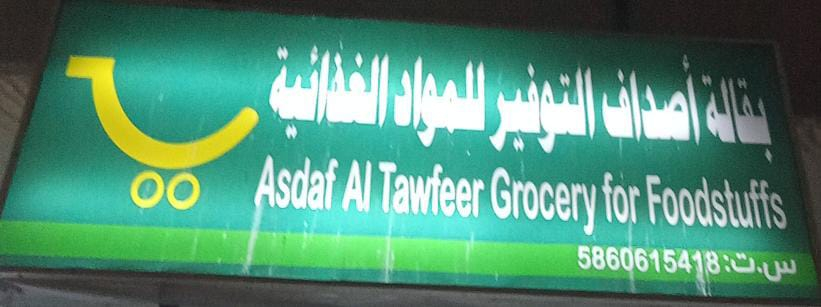 بقالة أصداف التوفير للمواد الغذائية
Asdaf Al Tawfeer Grocery for Foodstuffs
س.ت: 5860615418